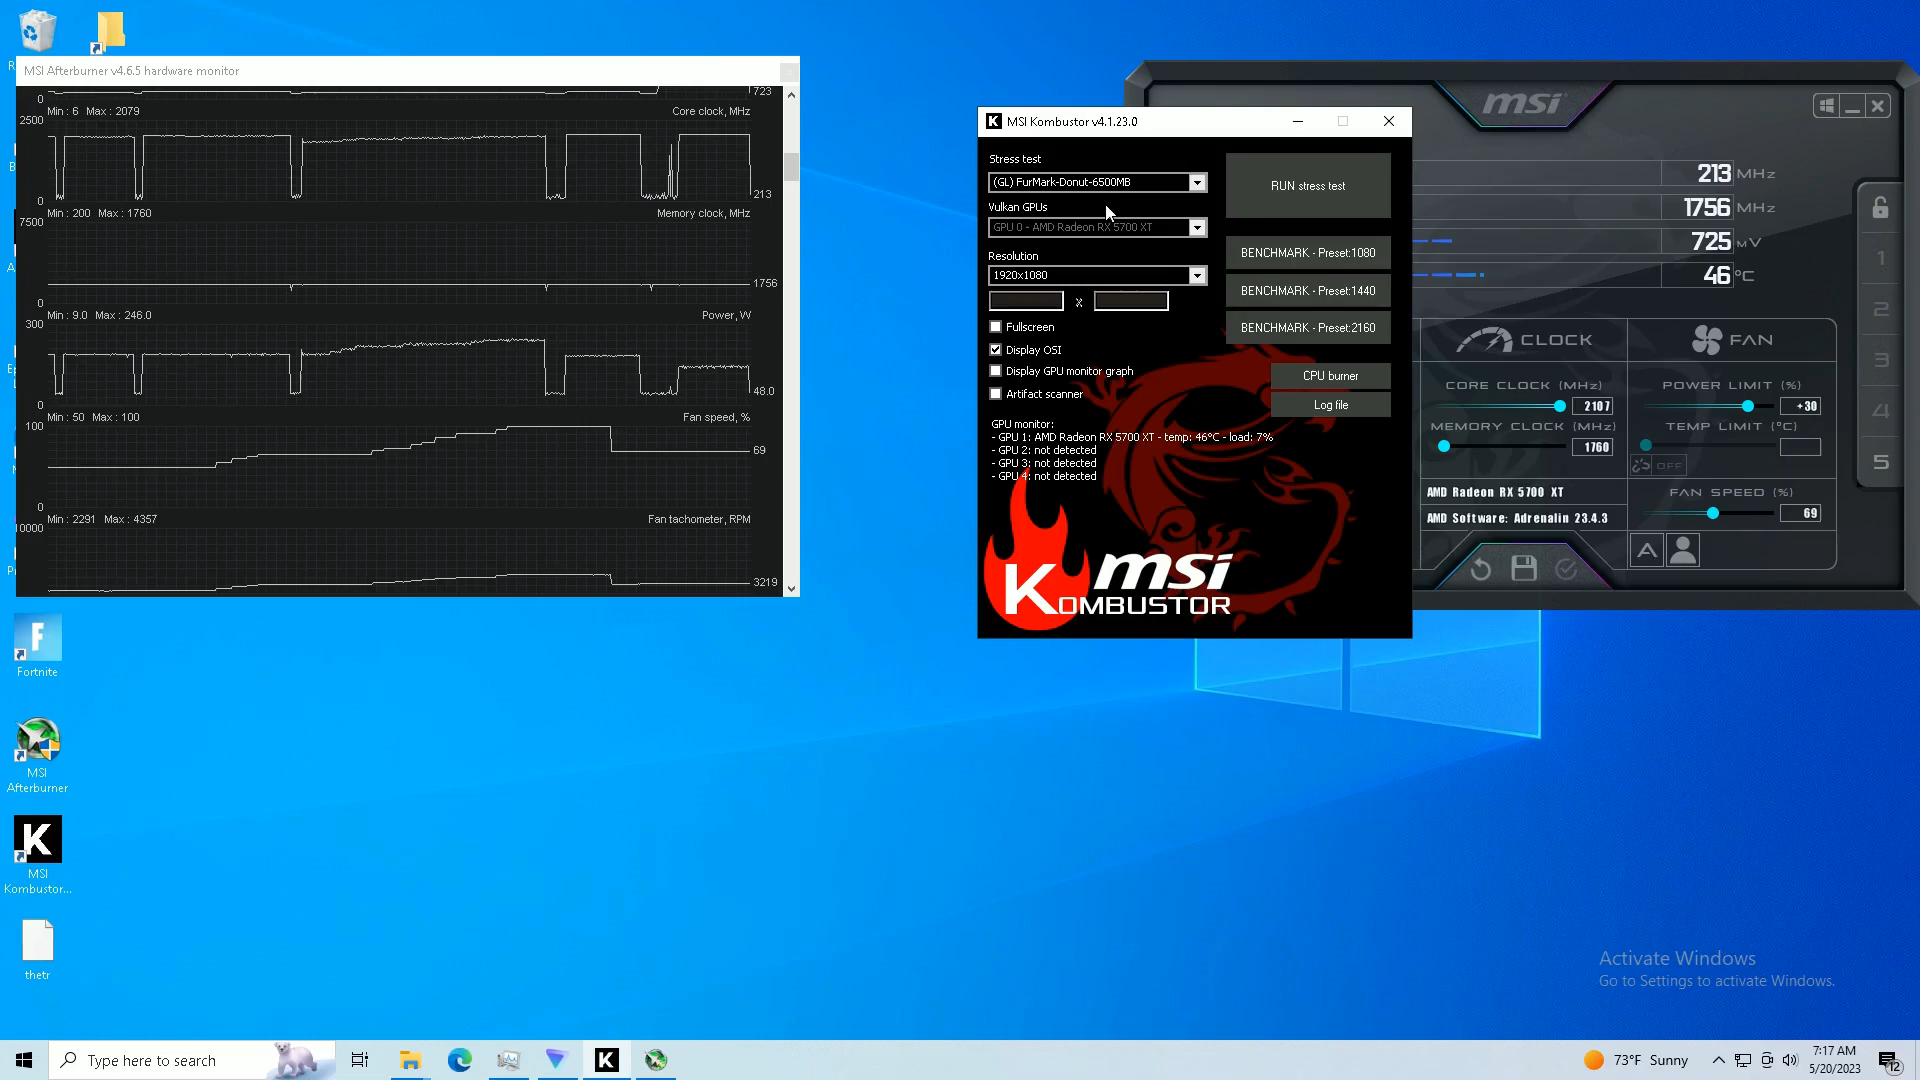 MSI Afterburner v4.6.5 hardware monitor
0
723
Min : 6 Max : 2079
Core clock, MHz
2500
213
0
Min : 200 Max : 1760
Memory clock, MHz
7500
1756
0
Min : 9.0 Max : 246.0
Power, W
300
48.0
0
Min : 50 Max : 100
Fan speed, %
100
69
0
Min : 2291 Max : 4357
Fan tachometer, RPM
10000
3219
Fortnite
MSI
Afterburner
K
MSI
Kombustor...
thetr
K MSI Kombustor v4.1.23.0
Stress test
(GL) FurMark-Donut-6500MB
Vulkan GPUs
GPU 0 - AMD Radeon RX 5700 XT
Resolution
1920x1080
x
Fullscreen
Display OSI
Display GPU monitor graph
Artifact scanner
RUN stress test
BENCHMARK - Preset:1080
BENCHMARK - Preset:1440
BENCHMARK - Preset:2160
CPU burner
Log file
GPU monitor:
- GPU 1: AMD Radeon RX 5700 XT - temp: 46°C - load: 7%
- GPU 2: not detected
- GPU 3: not detected
- GPU 4: not detected
msi
KOMBUSTOR
msi
213 MHz
1756 MHz
725 mV
46 °C
1
2
3
4
5
CLOCK
FAN
CORE CLOCK (MHz)
2107
MEMORY CLOCK (MHz)
1760
POWER LIMIT (%)
+30
TEMP LIMIT (°C)
OFF
AMD Radeon RX 5700 XT
AMD Software: Adrenalin 23.4.3
FAN SPEED (%)
69
A
Activate Windows
Go to Settings to activate Windows.
Type here to search
K
73°F Sunny
7:17 AM
5/20/2023
12